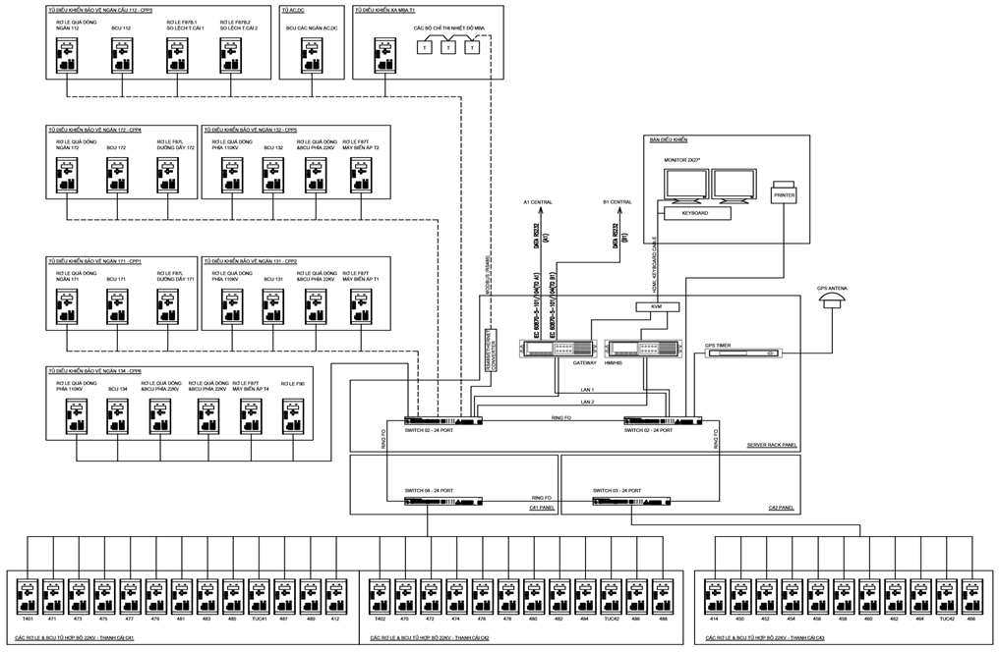 TỦ ĐIỀU KHIỂN BẢO VỆ NGĂN CẦU 112 - CPP3
RƠ LE QUÁ DÒNG
NGĂN 112
BCU 112
RƠ LE F87B.1
SO LỆCH T.CÁI 1
RƠ LE F87B.2
SO LỆCH T.CÁI 2
TỦ AC,DC
BCU CÁC NGĂN AC,DC
TỦ ĐIỀU KHIỂN XA MBA T1
CÁC BỘ CHỈ THỊ NHIỆT ĐỘ MBA
T
T
T
TỦ ĐIỀU KHIỂN BẢO VỆ NGĂN 172 - CPP4
RƠ LE QUÁ DÒNG
NGĂN 172
BCU 172
RƠ LE F87L
ĐƯỜNG DÂY 172
TỦ ĐIỀU KHIỂN BẢO VỆ NGĂN 132 - CPP5
RƠ LE QUÁ DÒNG
PHÍA 110KV
BCU 132
RƠ LE QUÁ DÒNG
&BCU PHÍA 22KV
RƠ LE F87T
MÁY BIẾN ÁP T2
BÀN ĐIỀU KHIỂN
MONITOR 2X27"
PRINTER
KEYBOARD
HDMI, KEYBOARD CABLE
A1 CENTRAL
B1 CENTRAL
DATA RS232
(A1)
DATA RS232
(B1)
TỦ ĐIỀU KHIỂN BẢO VỆ NGĂN 171 - CPP1
RƠ LE QUÁ DÒNG
NGĂN 171
BCU 171
RƠ LE F87L
ĐƯỜNG DÂY 171
TỦ ĐIỀU KHIỂN BẢO VỆ NGĂN 131 - CPP2
RƠ LE QUÁ DÒNG
PHÍA 110KV
BCU 131
RƠ LE QUÁ DÒNG
&BCU PHÍA 22KV
RƠ LE F87T
MÁY BIẾN ÁP T1
MODBUS (RS485)
IEC 60870-5-101/104(TO A1)
IEC 60870-5-101/104(TO B1)
KVM
GPS ANTENA
GPS TIMER
RS485/ETHERNET
CONVERTER
GATEWAY
HMI/HIS
LAN 1
LAN 2
TỦ ĐIỀU KHIỂN BẢO VỆ NGĂN 134 - CPP6
RƠ LE QUÁ DÒNG
PHÍA 110KV
BCU 134
RƠ LE QUÁ DÒNG
&BCU PHÍA 22KV
RƠ LE QUÁ DÒNG
&BCU PHÍA 22KV
RƠ LE F87T
MÁY BIẾN ÁP T4
RƠ LE F90
RING FO
SWITCH 02 - 24 PORT
SWITCH 02 - 24 PORT
RING FO
RING FO
SERVER RACK PANEL
SWITCH 04 - 24 PORT
SWITCH 03 - 24 PORT
RING FO
C41 PANEL
C42 PANEL
T401 471 473 475 477 479 481 483 485 TUC41 487 489 412
T402 470 472 474 476 478 480 482 484 TUC42 486 488
414 450 452 454 456 458 460 462 464 TUC42 466
CÁC RƠ LE & BCU TỦ HỢP BỘ 22KV - THANH CÁI C41
CÁC RƠ LE & BCU TỦ HỢP BỘ 22KV - THANH CÁI C42
CÁC RƠ LE & BCU TỦ HỢP BỘ 22KV - THANH CÁI C43